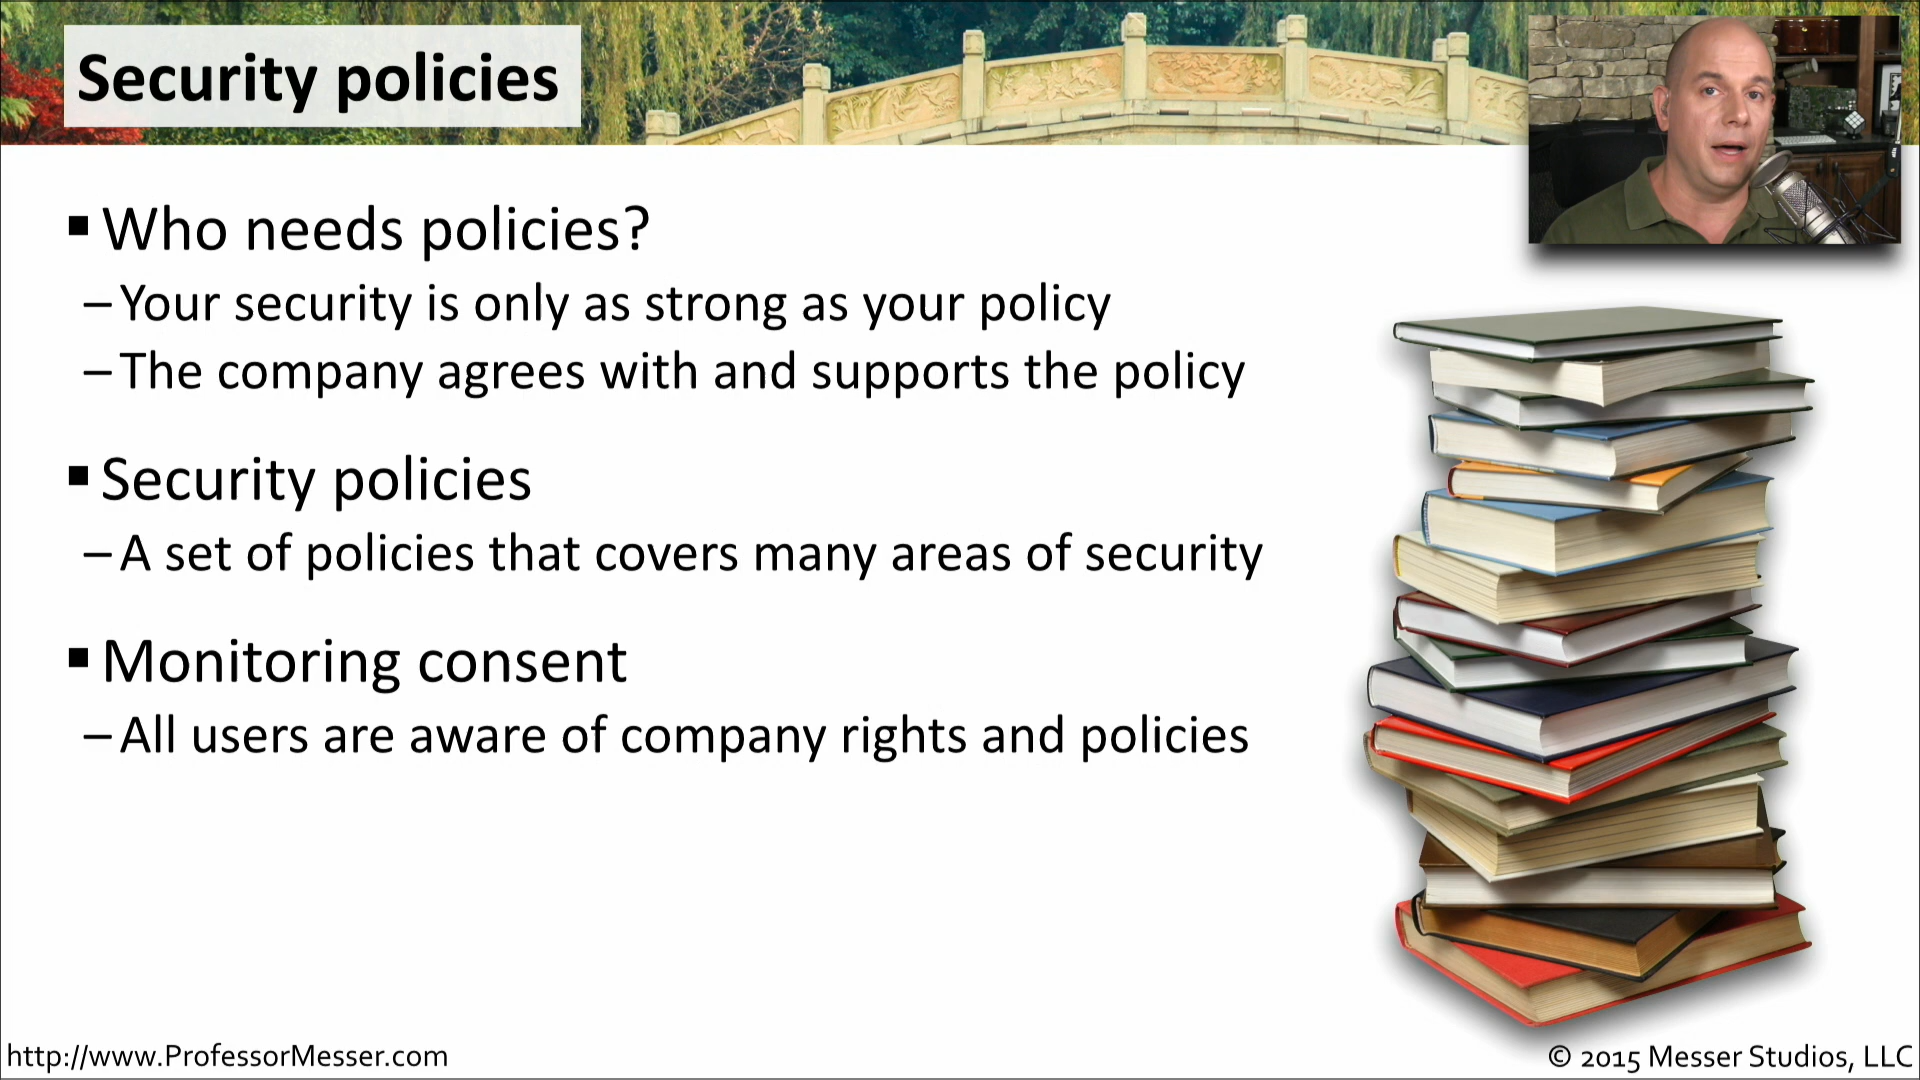 Security policies
▪ Who needs policies?
– Your security is only as strong as your policy
– The company agrees with and supports the policy
▪ Security policies
– A set of policies that covers many areas of security
▪ Monitoring consent
– All users are aware of company rights and policies
http://www.ProfessorMesser.com
© 2015 Messer Studios, LLC